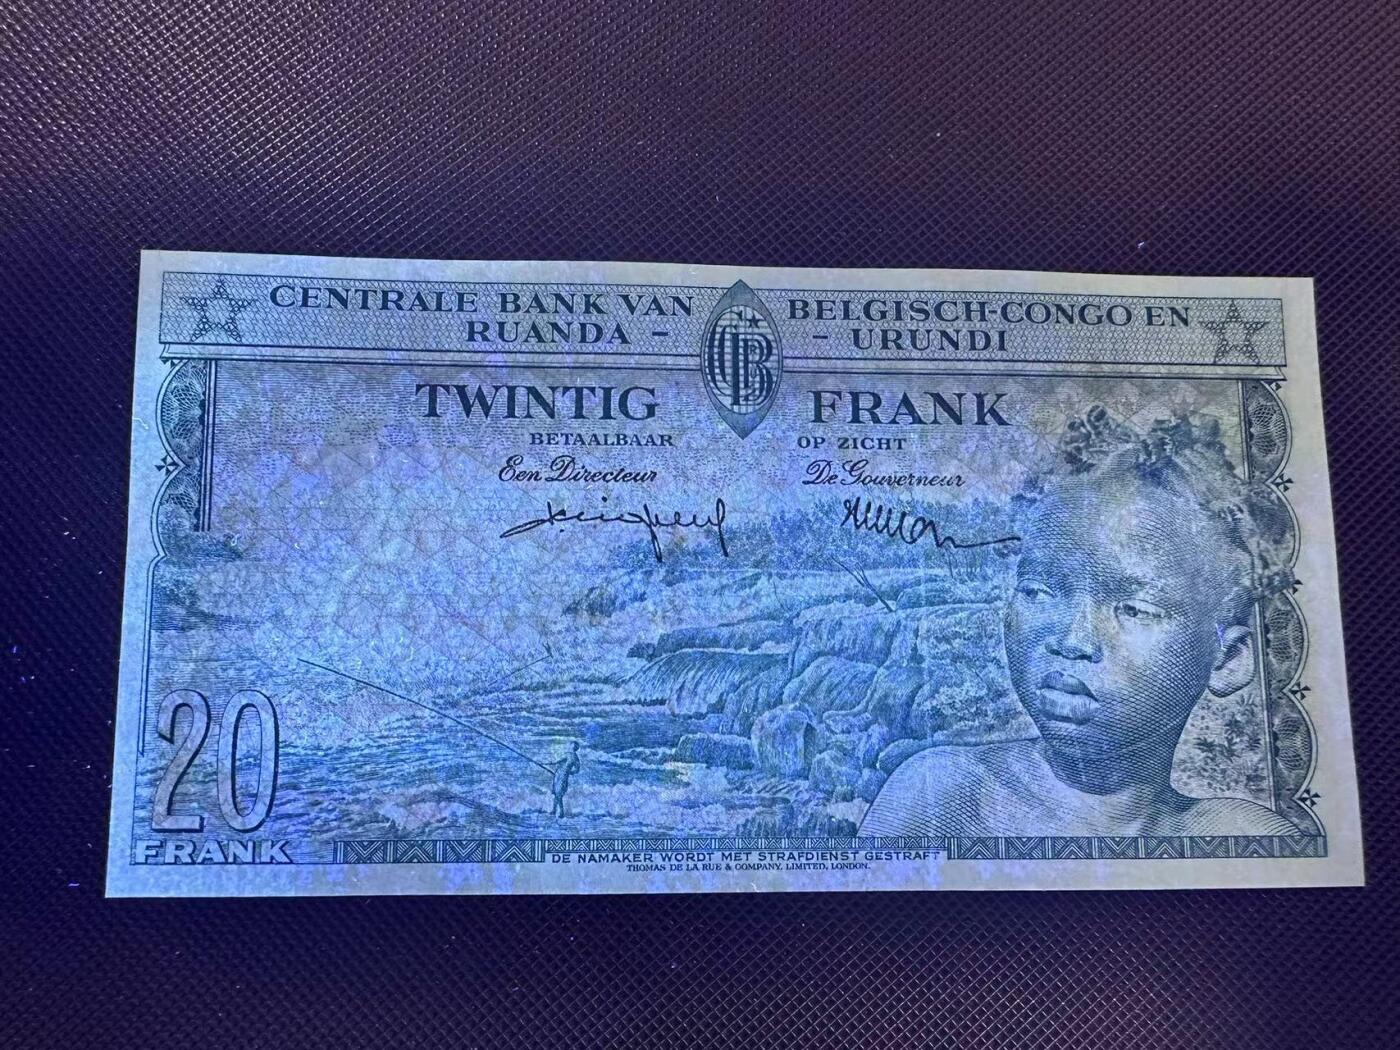 CENTRALE BANK VAN BELGISCH-CONGO EN
RUANDA - - URUNDI
CB
TWINTIG FRANK
BETAALBAAR OP ZICHT
Een Directeur De Gouverneur
20
FRANK
DE NAMAKER WORDT MET STRAFDIENST GESTRAFT
THOMAS DE LA RUE & COMPANY, LIMITED, LONDON.